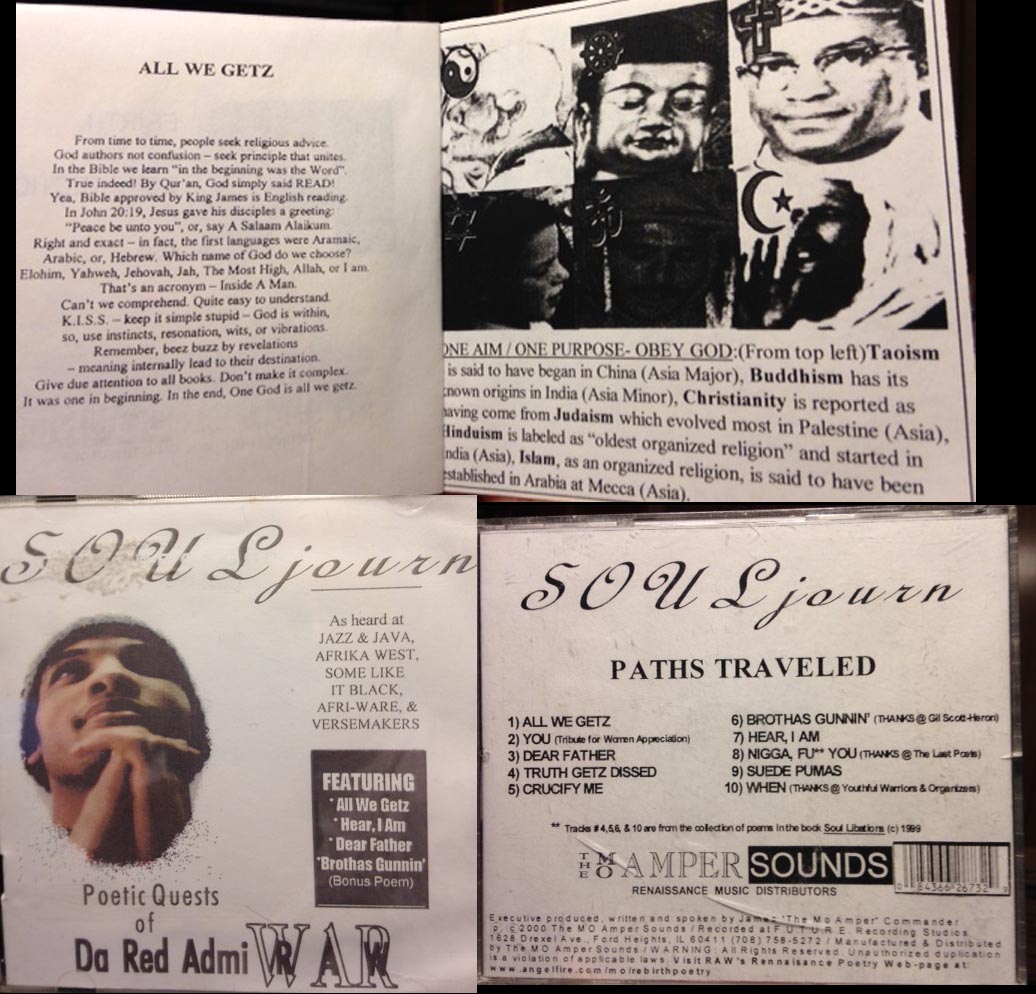 ALL WE GETZ
From time to time, people seek religious advice.
God authors not confusion – seek principle that unites.
In the Bible we learn “in the beginning was the Word”.
True indeed! By Qur'an, God simply said READ!
Yea, Bible approved by King James is English reading.
In John 20:19, Jesus gave his disciples a greeting:
“Peace be unto you”, or, say A Salaam Alaikum.
Right and exact – in fact, the first languages were Aramaic,
Arabic, or, Hebrew. Which name of God do we choose?
Elohim, Yahweh, Jehovah, Jah, The Most High, Allah, or I am.
That's an acronym – Inside A Man.
Can't we comprehend. Quite easy to understand.
K.I.S.S. – keep it simple stupid – God is within,
so, use instincts, resonation, wits, or vibrations.
Remember, beez buzz by revelations
– meaning internally lead to their destination.
Give due attention to all books. Don't make it complex.
It was one in beginning. In the end, One God is all we getz.
ONE AIM / ONE PURPOSE- OBEY GOD:(From top left)Taoism
is said to have began in China (Asia Major), Buddhism has its
known origins in India (Asia Minor), Christianity is reported as
having come from Judaism which evolved most in Palestine (Asia),
Hinduism is labeled as “oldest organized religion” and started in
India (Asia), Islam, as an organized religion, is said to have been
established in Arabia at Mecca (Asia).
SOULjourn
As heard at
JAZZ & JAVA,
AFRIKA WEST,
SOME LIKE
IT BLACK,
AFRI-WARE, &
VERSEMAKERS
FEATURING
* All We Getz
* Hear, I Am
* Dear Father
*Brothas Gunnin'
(Bonus Poem)
Poetic Quests
of
Da Red Admi RAW
SOULjourn
PATHS TRAVELED
1) ALL WE GETZ
2) YOU (Tribute for Women Appreciation)
3) DEAR FATHER
4) TRUTH GETZ DISSED
5) CRUCIFY ME
6) BROTHAS GUNNIN' (THANKS @ Gil Scott-Heron)
7) HEAR, I AM
8) NIGGA, FU** YOU (THANKS @ The Last Poets)
9) SUEDE PUMAS
10) WHEN (THANKS @ Youthful Warriors & Organizers)
** Tracks # 4,5,6, & 10 are from the collection of poems in the book Soul Libations (c) 1999
THE MO AMPER SOUNDS
RENAISSANCE MUSIC DISTRIBUTORS
0 84366 26732 9
Executive produced, written and spoken by James 'The MO Amper' Commander
p, c 2000 The MO Amper Sounds / Recorded at F.U.T.U.R.E. Recording Studios
1628 Drexel Ave., Ford Heights, IL 60411 (708) 758-5272 / Manufactured & Distributed
by The MO Amper Sounds / WARNING: All Rights Reserved. Unauthorized duplication
is a violation of applicable laws. Visit RAW's Rennaisance Poetry Web-page at:
www.angelfire.com/mo/rebirthpoetry